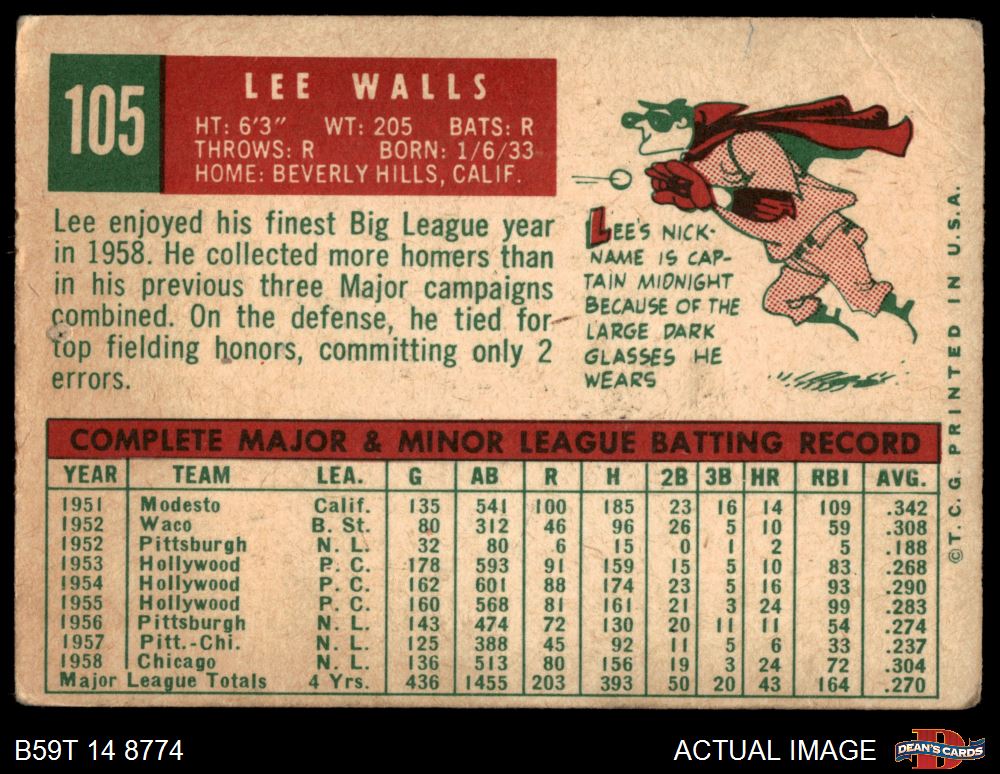 105
LEE WALLS
HT: 6'3" WT: 205 BATS: R
THROWS: R BORN: 1/6/33
HOME: BEVERLY HILLS, CALIF.
Lee enjoyed his finest Big League year
in 1958. He collected more homers than
in his previous three Major campaigns
combined. On the defense, he tied for
top fielding honors, committing only 2
errors.
LEE'S NICK-
NAME IS CAP-
TAIN MIDNIGHT
BECAUSE OF THE
LARGE DARK
GLASSES HE
WEARS
©T. C. G. PRINTED IN U.S.A.
COMPLETE MAJOR & MINOR LEAGUE BATTING RECORD
YEAR TEAM LEA. G AB R H 2B 3B HR RBI AVG.
1951 Modesto Calif. 135 541 100 185 23 16 14 109 .342
1952 Waco B. St. 80 312 46 96 26 5 10 59 .308
1952 Pittsburgh N. L. 32 80 6 15 0 1 2 5 .188
1953 Hollywood P. C. 178 593 91 159 15 5 10 83 .268
1954 Hollywood P. C. 162 601 88 174 23 5 16 93 .290
1955 Hollywood P. C. 160 568 81 161 21 3 24 99 .283
1956 Pittsburgh N. L. 143 474 72 130 20 11 11 54 .274
1957 Pitt.-Chi. N. L. 125 388 45 92 11 5 6 33 .237
1958 Chicago N. L. 136 513 80 156 19 3 24 72 .304
Major League Totals 4 Yrs. 436 1455 203 393 50 20 43 164 .270
B59T 14 8774
ACTUAL IMAGE
DEAN'S CARDS